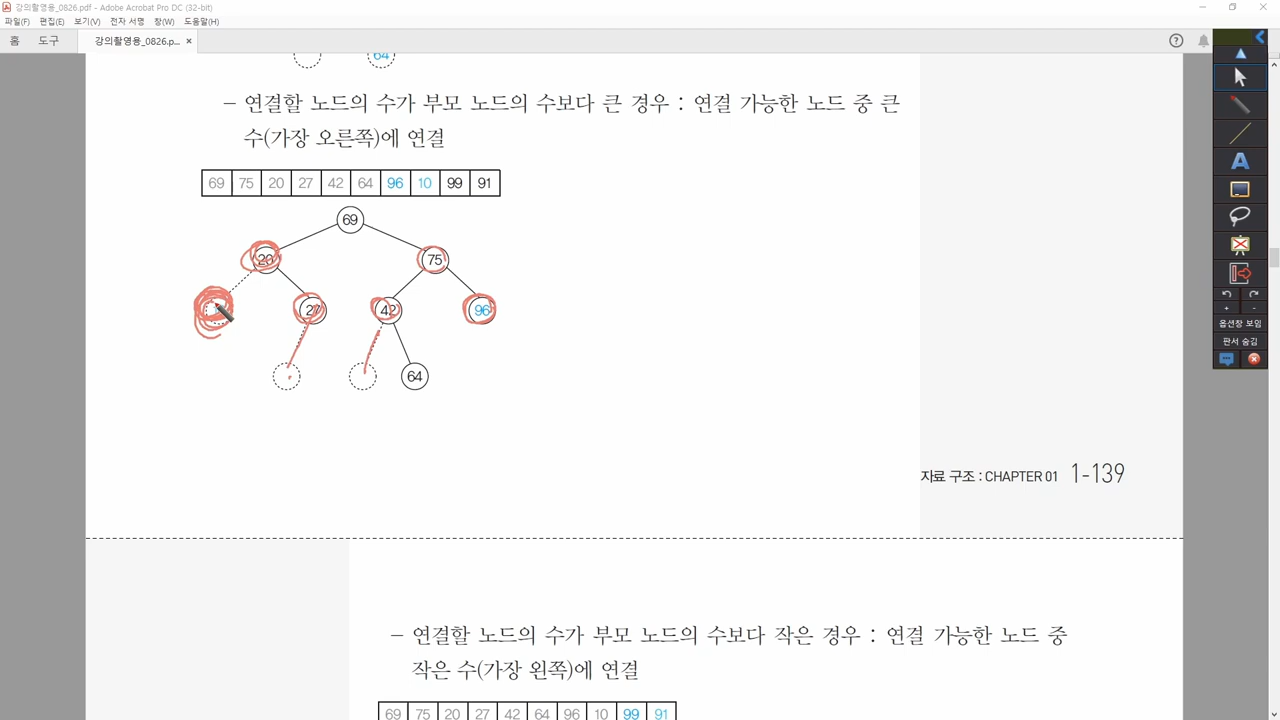 강의촬영용_0826.pdf - Adobe Acrobat Pro DC (32-bit)
파일(F) 편집(E) 보기(V) 전자 서명 창(W) 도움말(H)
홈 도구 강의촬영용_0826.p... ×
64
– 연결할 노드의 수가 부모 노드의 수보다 큰 경우 : 연결 가능한 노드 중 큰
수(가장 오른쪽)에 연결
69 75 20 27 42 64 96 10 99 91
69
20 75
27 42 96
64
자료 구조 : CHAPTER 01 1-139
– 연결할 노드의 수가 부모 노드의 수보다 작은 경우 : 연결 가능한 노드 중
작은 수(가장 왼쪽)에 연결
69 75 20 27 42 64 96 10 99 91
A
+ -
옵션창 보임
판서 숨김